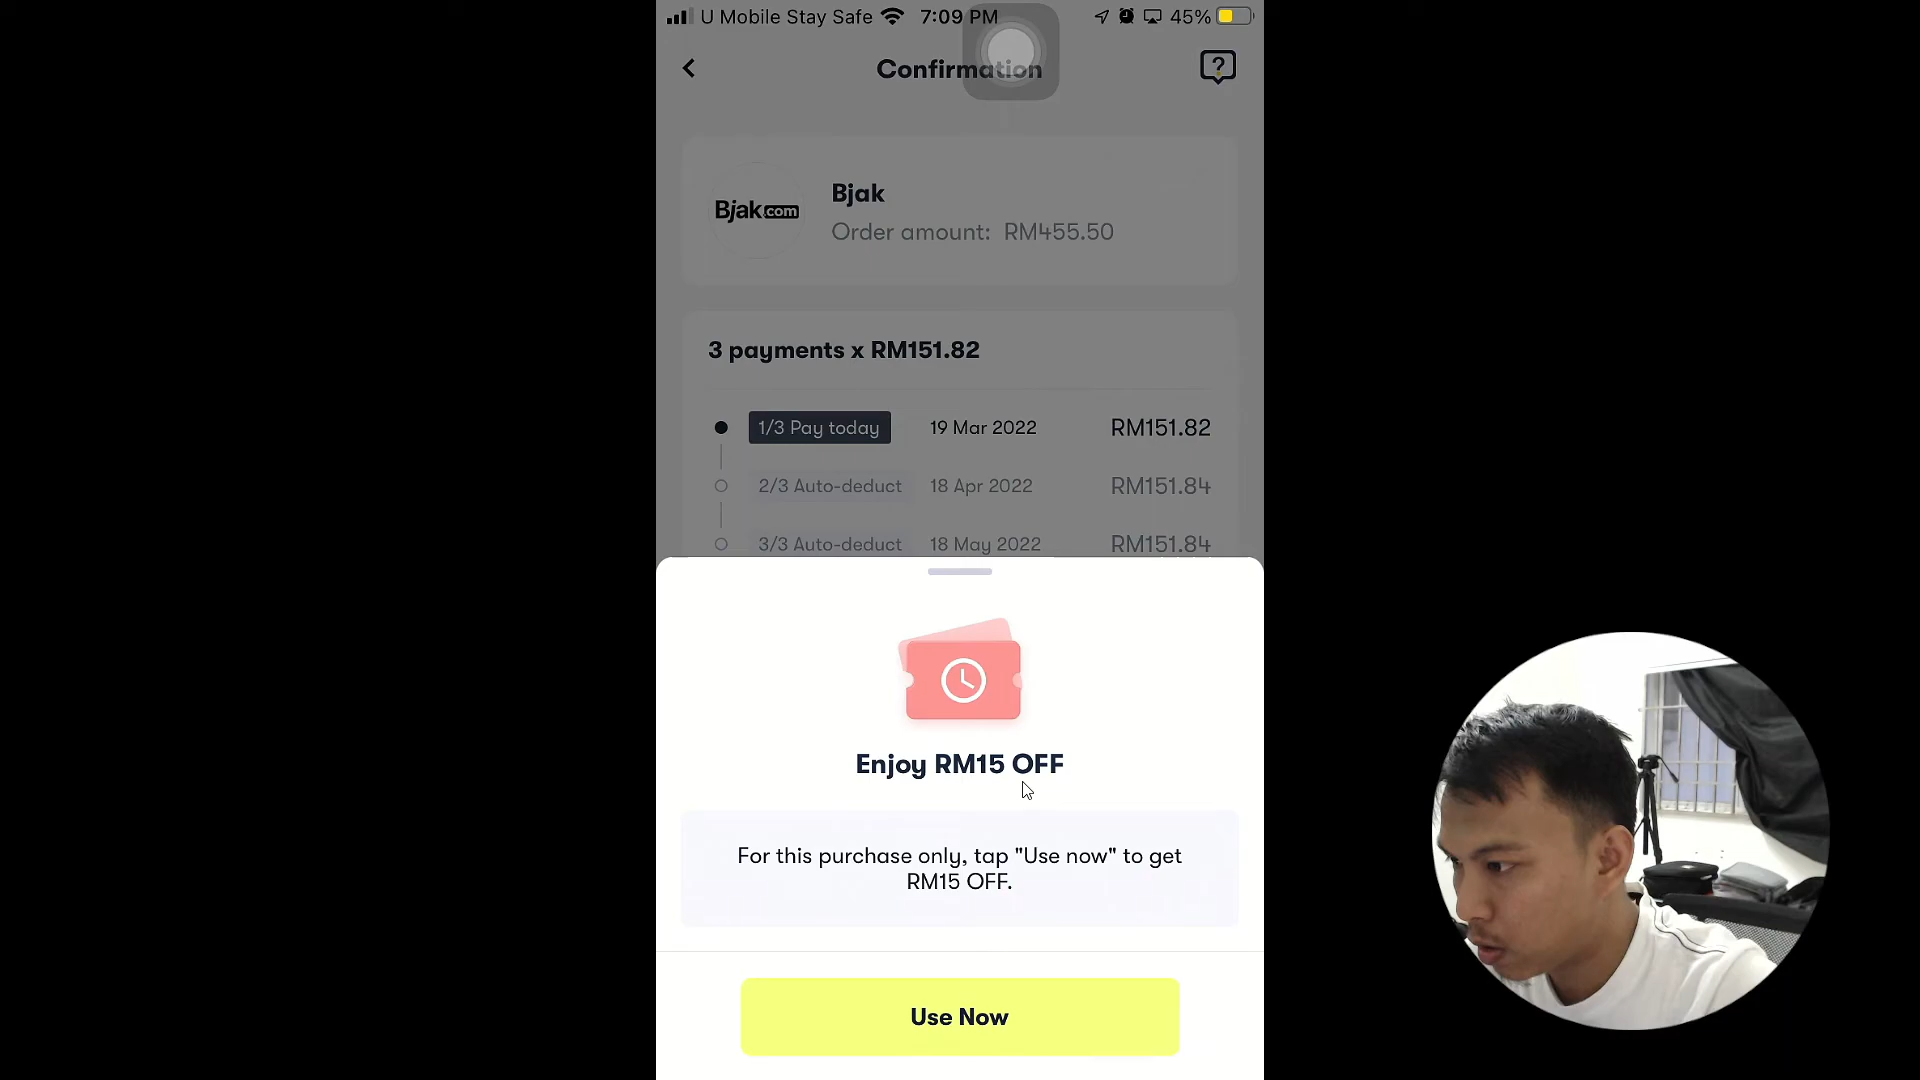 U Mobile Stay Safe 7:09 PM 45%
Confirmation
?
Bjak.com
Bjak
Order amount: RM455.50
3 payments x RM151.82
1/3 Pay today 19 Mar 2022 RM151.82
2/3 Auto-deduct 18 Apr 2022 RM151.84
3/3 Auto-deduct 18 May 2022 RM151.84
Enjoy RM15 OFF
For this purchase only, tap "Use now" to get
RM15 OFF.
Use Now